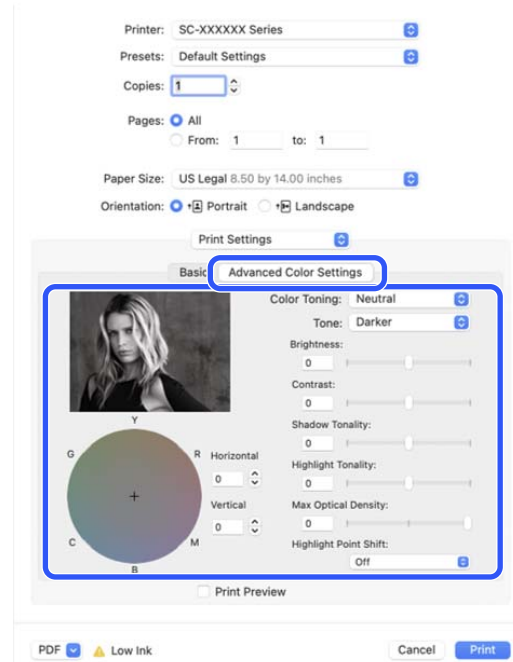 Printer: SC-XXXXXX Series
Presets: Default Settings
Copies: 1
Pages: All
From: 1 to: 1
Paper Size: US Legal 8.50 by 14.00 inches
Orientation: Portrait Landscape
Print Settings
Basic Advanced Color Settings
Color Toning: Neutral
Tone: Darker
Brightness:
0
Contrast:
0
Shadow Tonality:
0
Highlight Tonality:
0
Max Optical Density:
0
Highlight Point Shift:
Off
Y
G R
C M
B
Horizontal
0
Vertical
0
Print Preview
PDF Low Ink Cancel Print